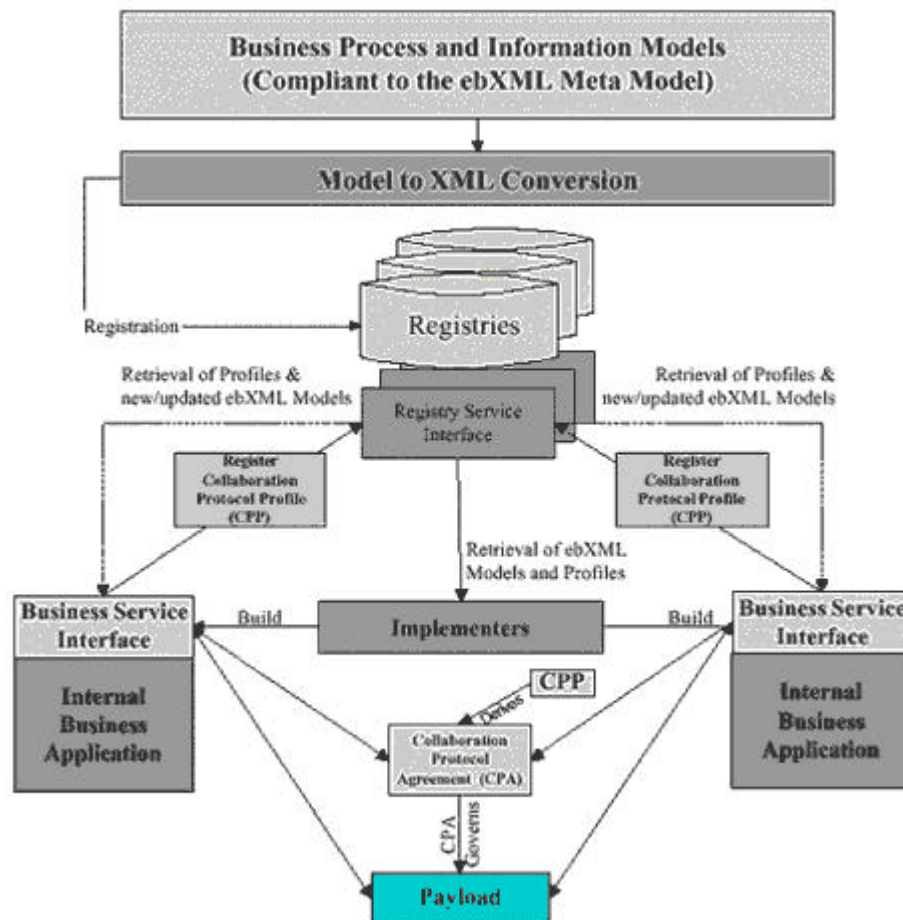 Business Process and Information Models
(Compliant to the ebXML Meta Model)
Model to XML Conversion
Registries
Registration
Retrieval of Profiles &
new/updated ebXML Models
Retrieval of Profiles &
new/updated ebXML Models
Registry Service
Interface
Register
Collaboration
Protocol Profile
(CPP)
Register
Collaboration
Protocol Profile
(CPP)
Retrieval of ebXML
Models and Profiles
Business Service
Interface
Build
Implementers
Build
Business Service
Interface
Internal
Business
Application
CPP
Derives
Internal
Business
Application
Collaboration
Protocol
Agreement (CPA)
CPA
Governs
Payload